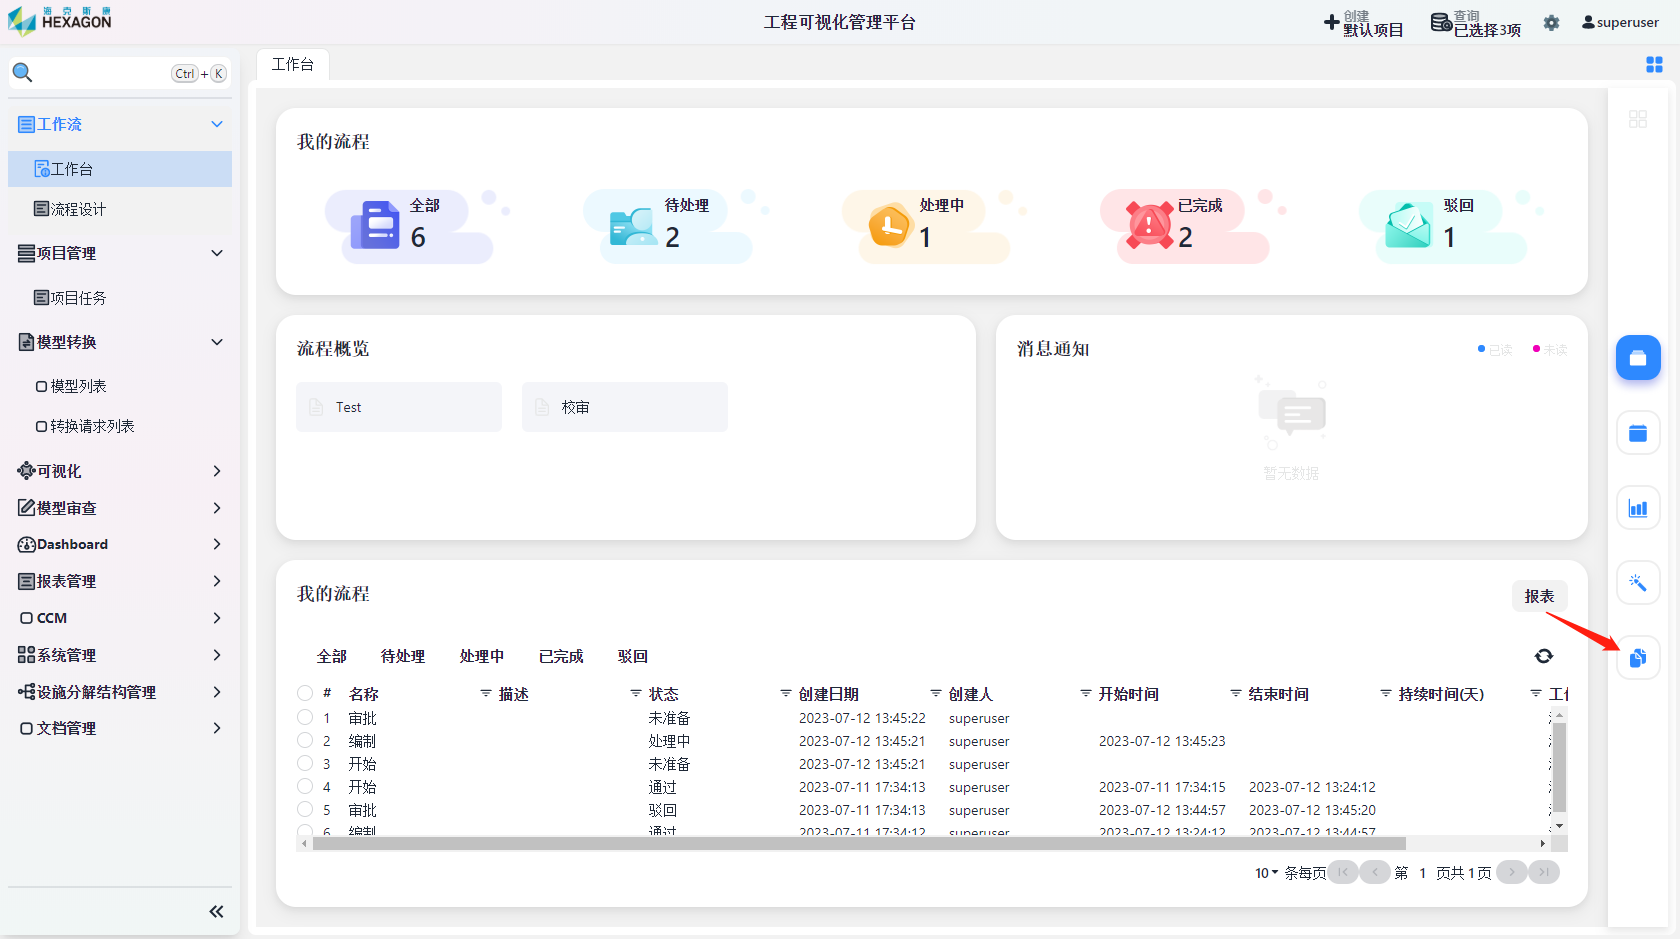 海克斯康
HEXAGON
工程可视化管理平台
创建
默认项目
查询
已选择3项
superuser
Ctrl + K
工作台
工作流
工作台
流程设计
项目管理
项目任务
模型转换
模型列表
转换请求列表
可视化
模型审查
Dashboard
报表管理
CCM
系统管理
设施分解结构管理
文档管理
我的流程
全部
6
待处理
2
处理中
1
已完成
2
驳回
1
流程概览
Test
校审
消息通知
已读
未读
暂无数据
我的流程
报表
全部 待处理 处理中 已完成 驳回
# 名称 描述 状态 创建日期 创建人 开始时间 结束时间 持续时间(天) 工
1 审批 未准备 2023-07-12 13:45:22 superuser
2 编制 处理中 2023-07-12 13:45:21 superuser 2023-07-12 13:45:23
3 开始 未准备 2023-07-12 13:45:21 superuser
4 开始 通过 2023-07-11 17:34:13 superuser 2023-07-11 17:34:15 2023-07-12 13:24:12
5 审批 驳回 2023-07-11 17:34:13 superuser 2023-07-12 13:44:57 2023-07-12 13:45:20
6 编制 通过 2023-07-11 17:34:12 superuser 2023-07-12 13:24:12 2023-07-12 13:44:57
10 条每页 第 1 页共1页